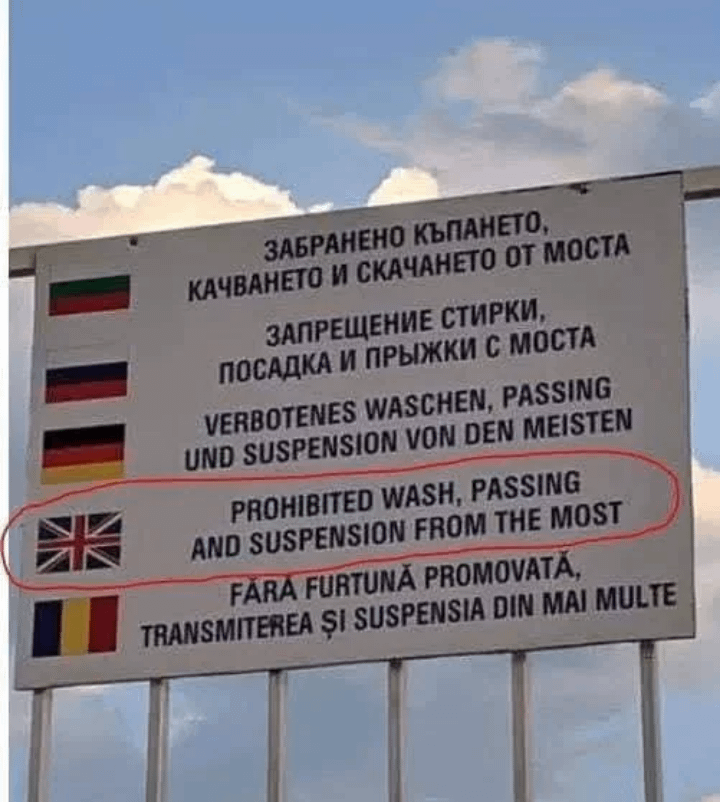 ЗАБРАНЕНО КЪПАНЕТО,
КАЧВАНЕТО И СКАЧАНЕТО ОТ МОСТА
ЗАПРЕЩЕНИЕ СТИРКИ,
ПОСАДКА И ПРЫЖКИ С МОСТА
VERBOTENES WASCHEN, PASSING
UND SUSPENSION VON DEN MEISTEN
PROHIBITED WASH, PASSING
AND SUSPENSION FROM THE MOST
FĂRĂ FURTUNĂ PROMOVATĂ,
TRANSMITEREA ȘI SUSPENSIA DIN MAI MULTE